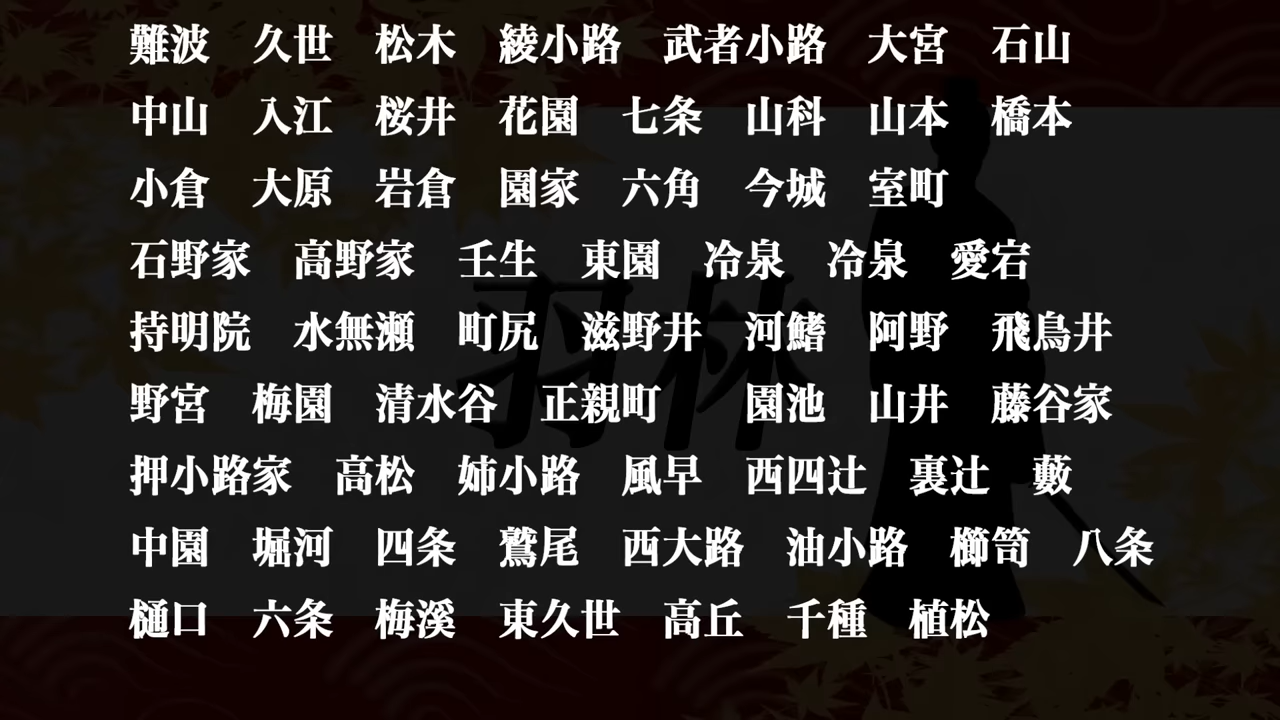 難波　久世　松木　綾小路　武者小路　大宮　石山
中山　入江　桜井　花園　七条　山科　山本　橋本
小倉　大原　岩倉　園家　六角　今城　室町
石野家　高野家　壬生　東園　冷泉　冷泉　愛宕
持明院　水無瀬　町尻　滋野井　河鰭　阿野　飛鳥井
野宮　梅園　清水谷　正親町　　園池　山井　藤谷家
押小路家　高松　姉小路　風早　西四辻　裏辻　藪
中園　堀河　四条　鷲尾　西大路　油小路　櫛笥　八条
樋口　六条　梅溪　東久世　高丘　千種　植松
羽林